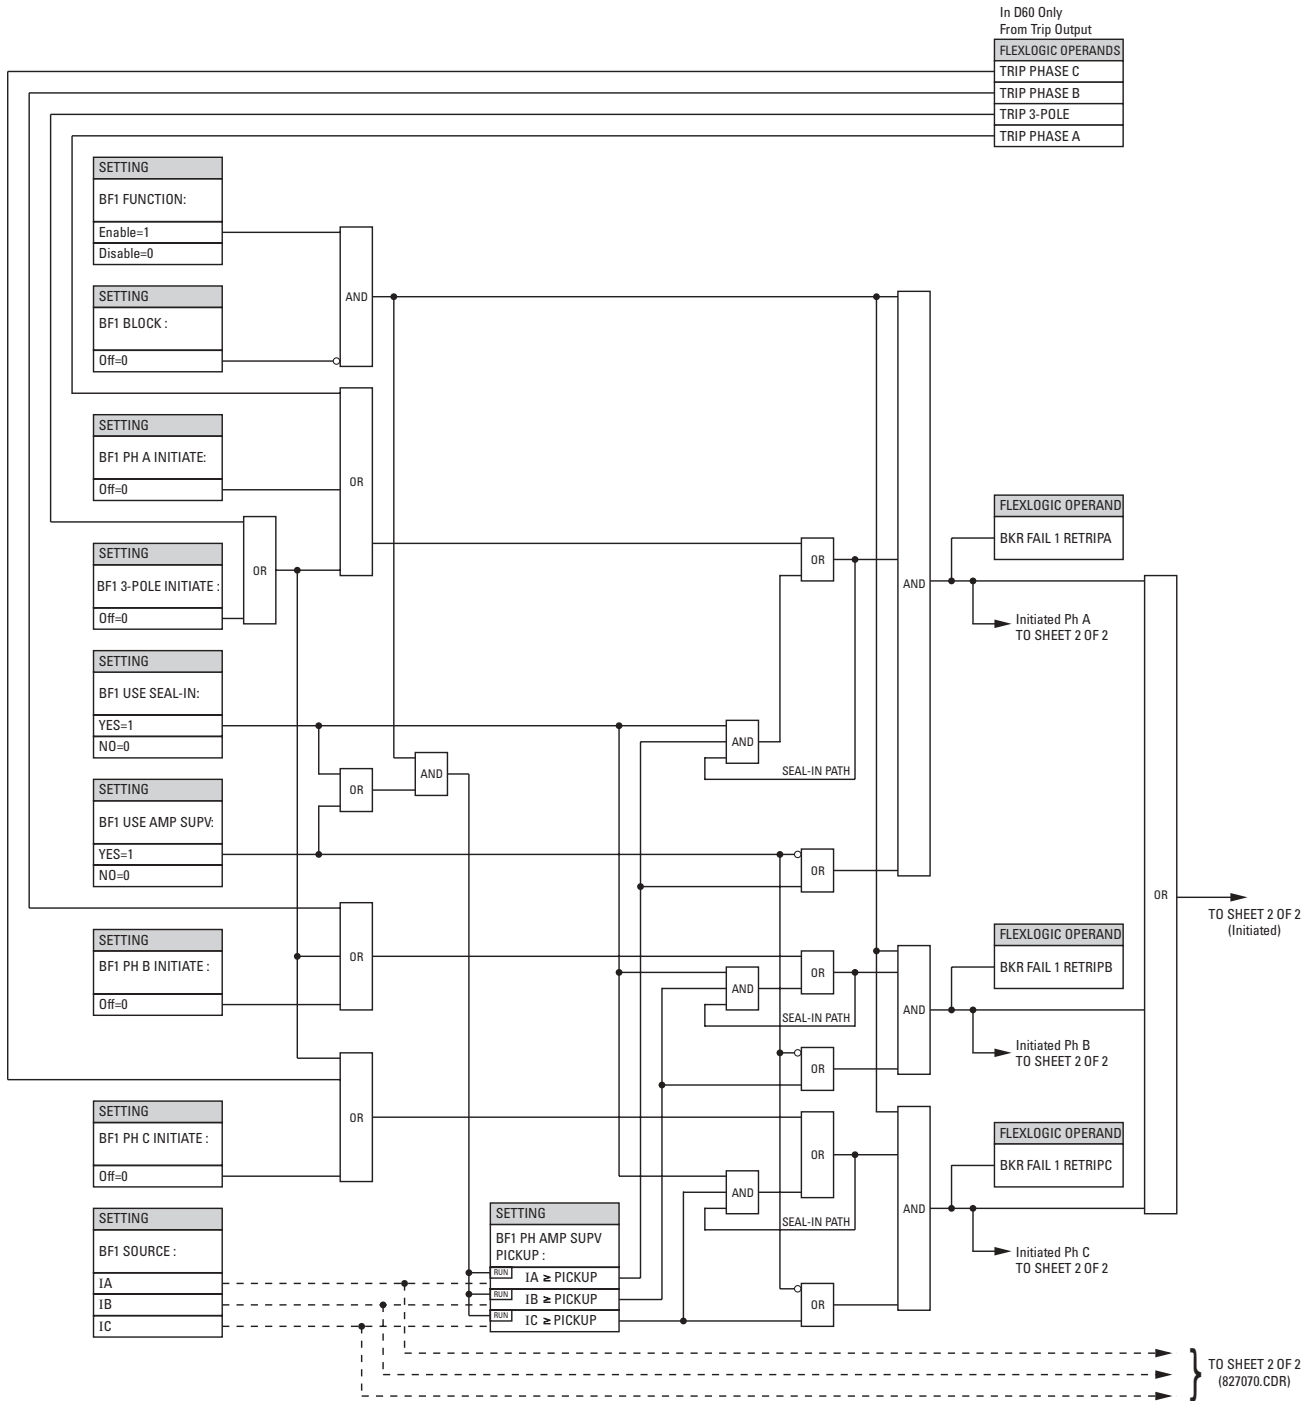 In D60 Only
From Trip Output
FLEXLOGIC OPERANDS
TRIP PHASE C
TRIP PHASE B
TRIP 3-POLE
TRIP PHASE A
SETTING
BF1 FUNCTION:
Enable=1
Disable=0
SETTING
BF1 BLOCK :
Off=0
AND
SETTING
BF1 PH A INITIATE:
Off=0
OR
SETTING
BF1 3-POLE INITIATE :
Off=0
OR
OR
AND
FLEXLOGIC OPERAND
BKR FAIL 1 RETRIPA
Initiated Ph A
TO SHEET 2 OF 2
SETTING
BF1 USE SEAL-IN:
YES=1
NO=0
AND
SEAL-IN PATH
SETTING
BF1 USE AMP SUPV:
YES=1
NO=0
OR
AND
OR
OR
TO SHEET 2 OF 2
(Initiated)
SETTING
BF1 PH B INITIATE :
Off=0
OR
AND
OR
SEAL-IN PATH
OR
AND
FLEXLOGIC OPERAND
BKR FAIL 1 RETRIPB
Initiated Ph B
TO SHEET 2 OF 2
SETTING
BF1 PH C INITIATE :
Off=0
OR
AND
OR
SEAL-IN PATH
OR
AND
FLEXLOGIC OPERAND
BKR FAIL 1 RETRIPC
Initiated Ph C
TO SHEET 2 OF 2
SETTING
BF1 SOURCE :
IA
IB
IC
SETTING
BF1 PH AMP SUPV
PICKUP :
RUN IA ≥ PICKUP
RUN IB ≥ PICKUP
RUN IC ≥ PICKUP
TO SHEET 2 OF 2
(827070.CDR)